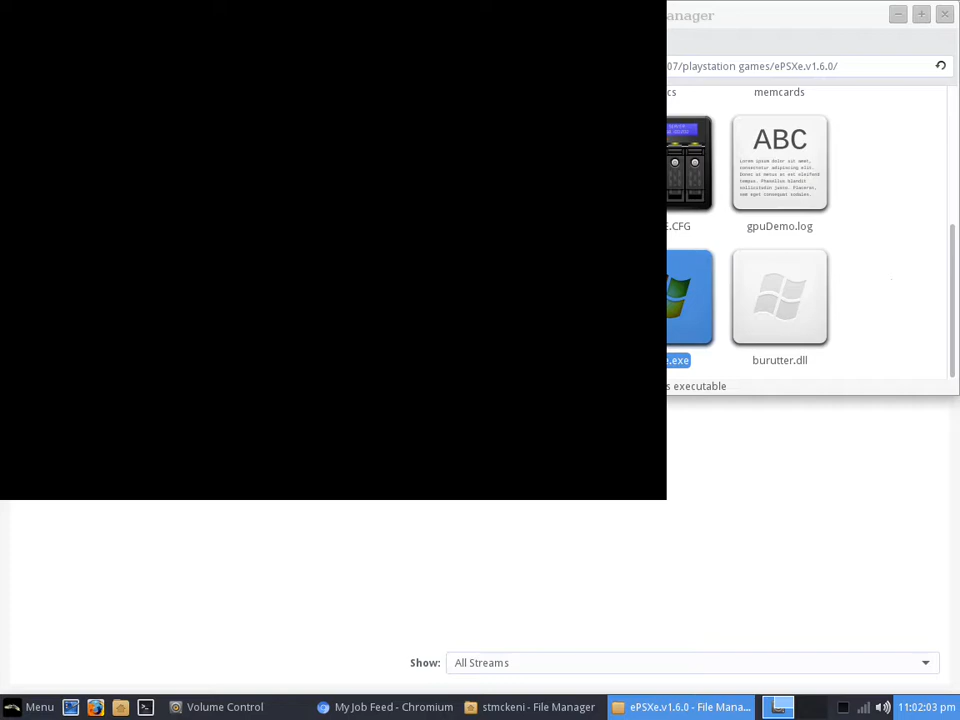 anager
07/playstation games/ePSXe.v1.6.0/
cs
memcards
ABC
E.CFG
gpuDemo.log
e.exe
burutter.dll
s executable
Show:
All Streams
Menu
Volume Control
My Job Feed - Chromium
stmckeni - File Manager
ePSXe.v1.6.0 - File Mana...
11:02:03 pm